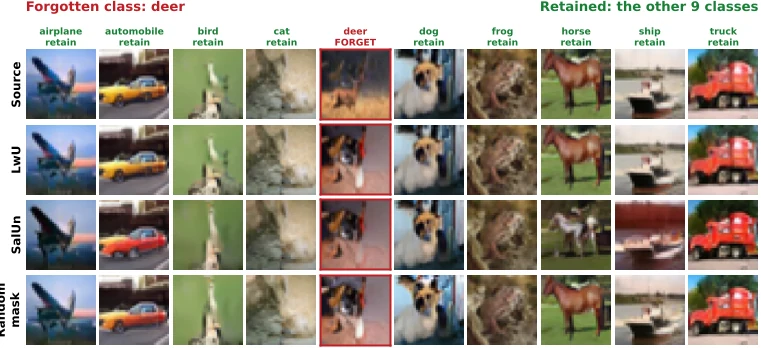 Forgotten class: deer
Retained: the other 9 classes
airplane
retain
automobile
retain
bird
retain
cat
retain
deer
FORGET
dog
retain
frog
retain
horse
retain
ship
retain
truck
retain
Source
LwU
SalUn
Random
mask